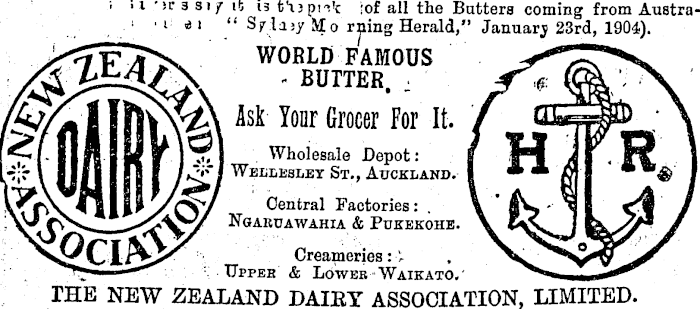 of all the Butters coming from Austra-
"Sydney Morning Herald," January 23rd, 1904).
NEW ZEALAND
DAIRY
ASSOCIATION
WORLD FAMOUS
BUTTER.
Ask Your Grocer For It.
Wholesale Depot:
WELLESLEY ST., AUCKLAND.
Central Factories:
NGARUAWAHIA & PUKEKOHE.
Creameries:
UPPER & LOWER WAIKATO.
H R.
THE NEW ZEALAND DAIRY ASSOCIATION, LIMITED.